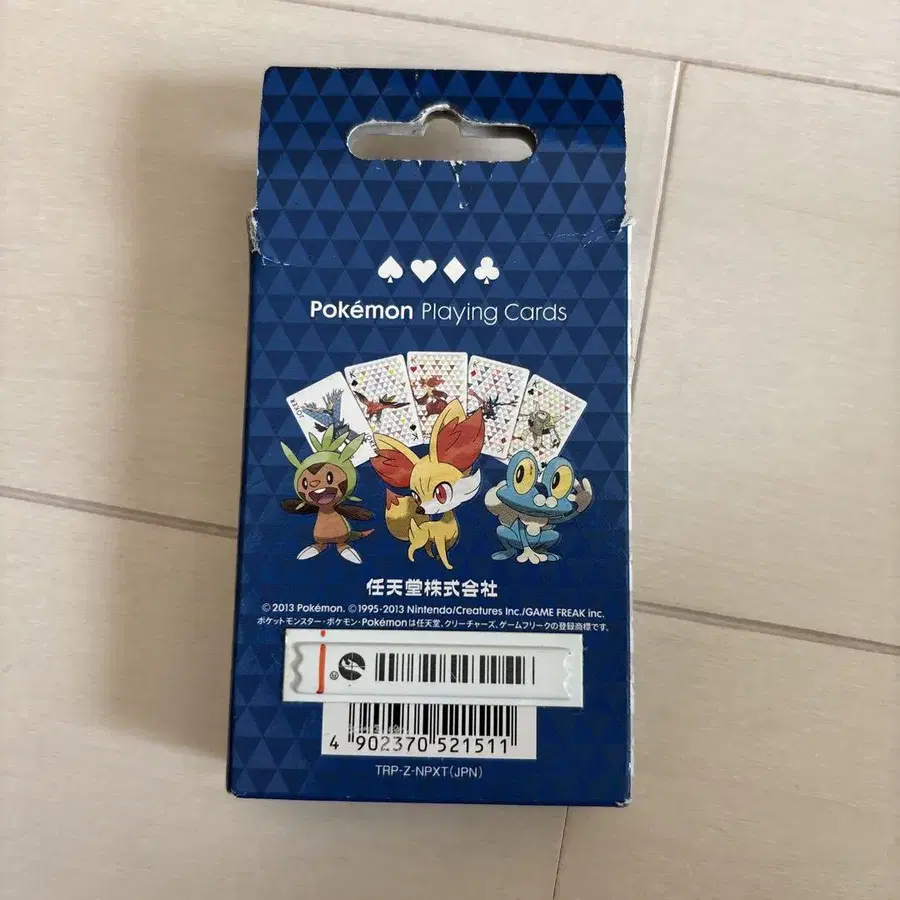 Pokémon Playing Cards
JOKER
K
K
K
K
任天堂株式会社
©2013 Pokémon. ©1995-2013 Nintendo/Creatures Inc./GAME FREAK inc.
ポケットモンスター・ポケモン・Pokémonは任天堂、クリーチャーズ、ゲームフリークの登録商標です。
4 902370 521511
TRP-Z-NPXT(JPN)